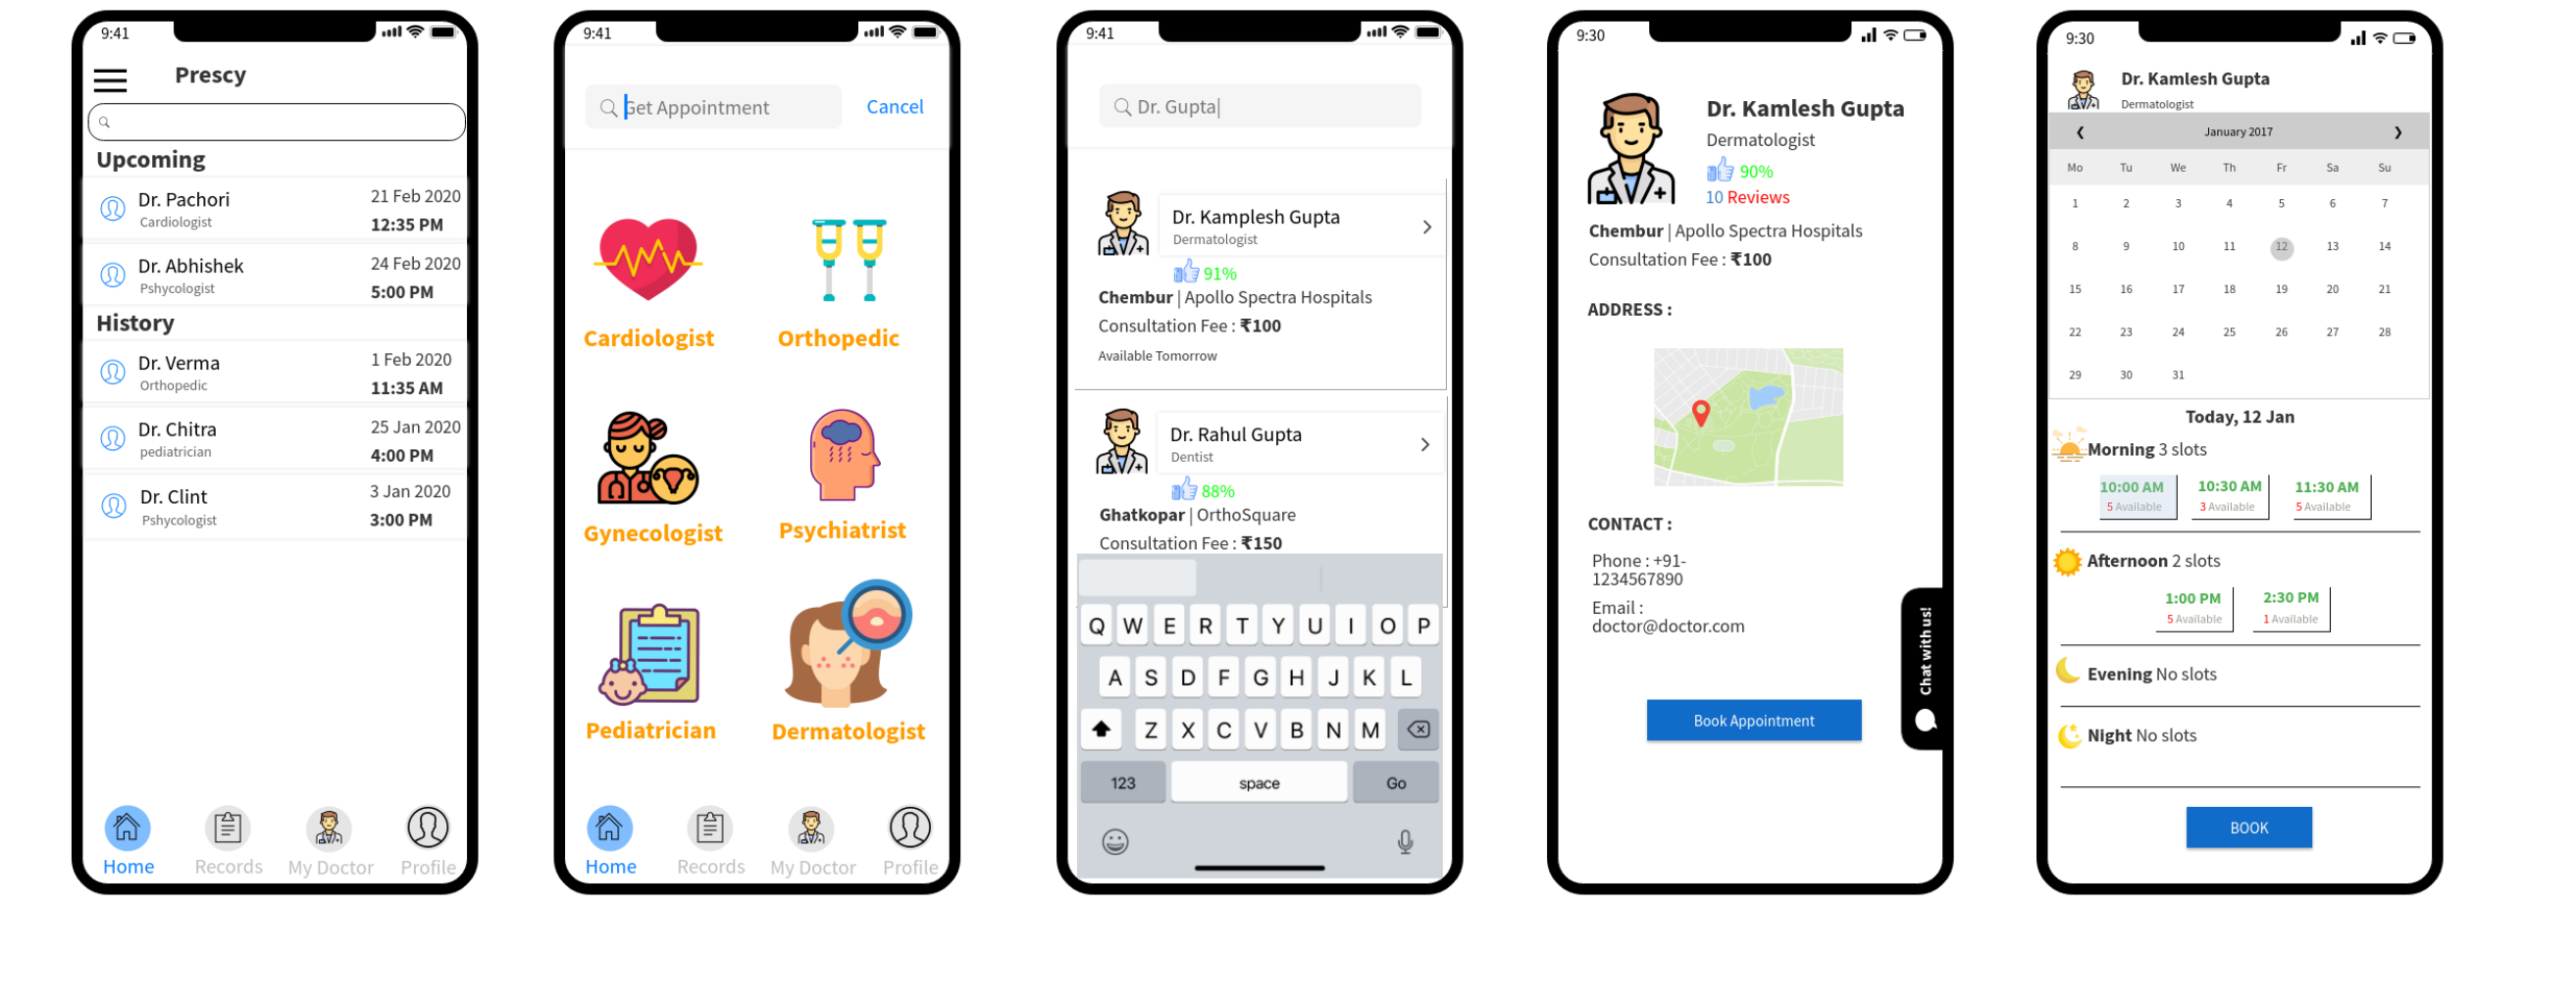 9:41
Prescy
Upcoming
Dr. Pachori
Cardiologist
21 Feb 2020
12:35 PM
Dr. Abhishek
Pshycologist
24 Feb 2020
5:00 PM
History
Dr. Verma
Orthopedic
1 Feb 2020
11:35 AM
Dr. Chitra
pediatrician
25 Jan 2020
4:00 PM
Dr. Clint
Pshycologist
3 Jan 2020
3:00 PM
Home Records My Doctor Profile
9:41
Get Appointment Cancel
Cardiologist Orthopedic
Gynecologist Psychiatrist
Pediatrician Dermatologist
Home Records My Doctor Profile
9:41
Dr. Gupta|
Dr. Kamplesh Gupta
Dermatologist
91%
Chembur | Apollo Spectra Hospitals
Consultation Fee : ₹100
Available Tomorrow
Dr. Rahul Gupta
Dentist
88%
Ghatkopar | OrthoSquare
Consultation Fee : ₹150
Q W E R T Y U I O P
A S D F G H J K L
Z X C V B N M
123 space Go
9:30
Dr. Kamlesh Gupta
Dermatologist
90%
10 Reviews
Chembur | Apollo Spectra Hospitals
Consultation Fee : ₹100
ADDRESS :
CONTACT :
Phone : +91-
1234567890
Email :
doctor@doctor.com
Chat with us!
Book Appointment
9:30
Dr. Kamlesh Gupta
Dermatologist
❮ January 2017 ❯
Mo Tu We Th Fr Sa Su
1 2 3 4 5 6 7
8 9 10 11 12 13 14
15 16 17 18 19 20 21
22 23 24 25 26 27 28
29 30 31
Today, 12 Jan
Morning 3 slots
10:00 AM 10:30 AM 11:30 AM
5 Available 3 Available 5 Available
Afternoon 2 slots
1:00 PM 2:30 PM
5 Available 1 Available
Evening No slots
Night No slots
BOOK